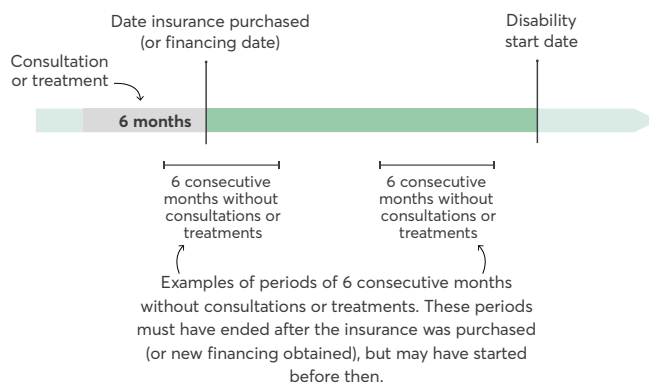 Date insurance purchased
(or financing date)
Disability
start date
Consultation
or treatment
6 months
6 consecutive
months without
consultations or
treatments
6 consecutive
months without
consultations or
treatments
Examples of periods of 6 consecutive months
without consultations or treatments. These periods
must have ended after the insurance was purchased
(or new financing obtained), but may have started
before then.